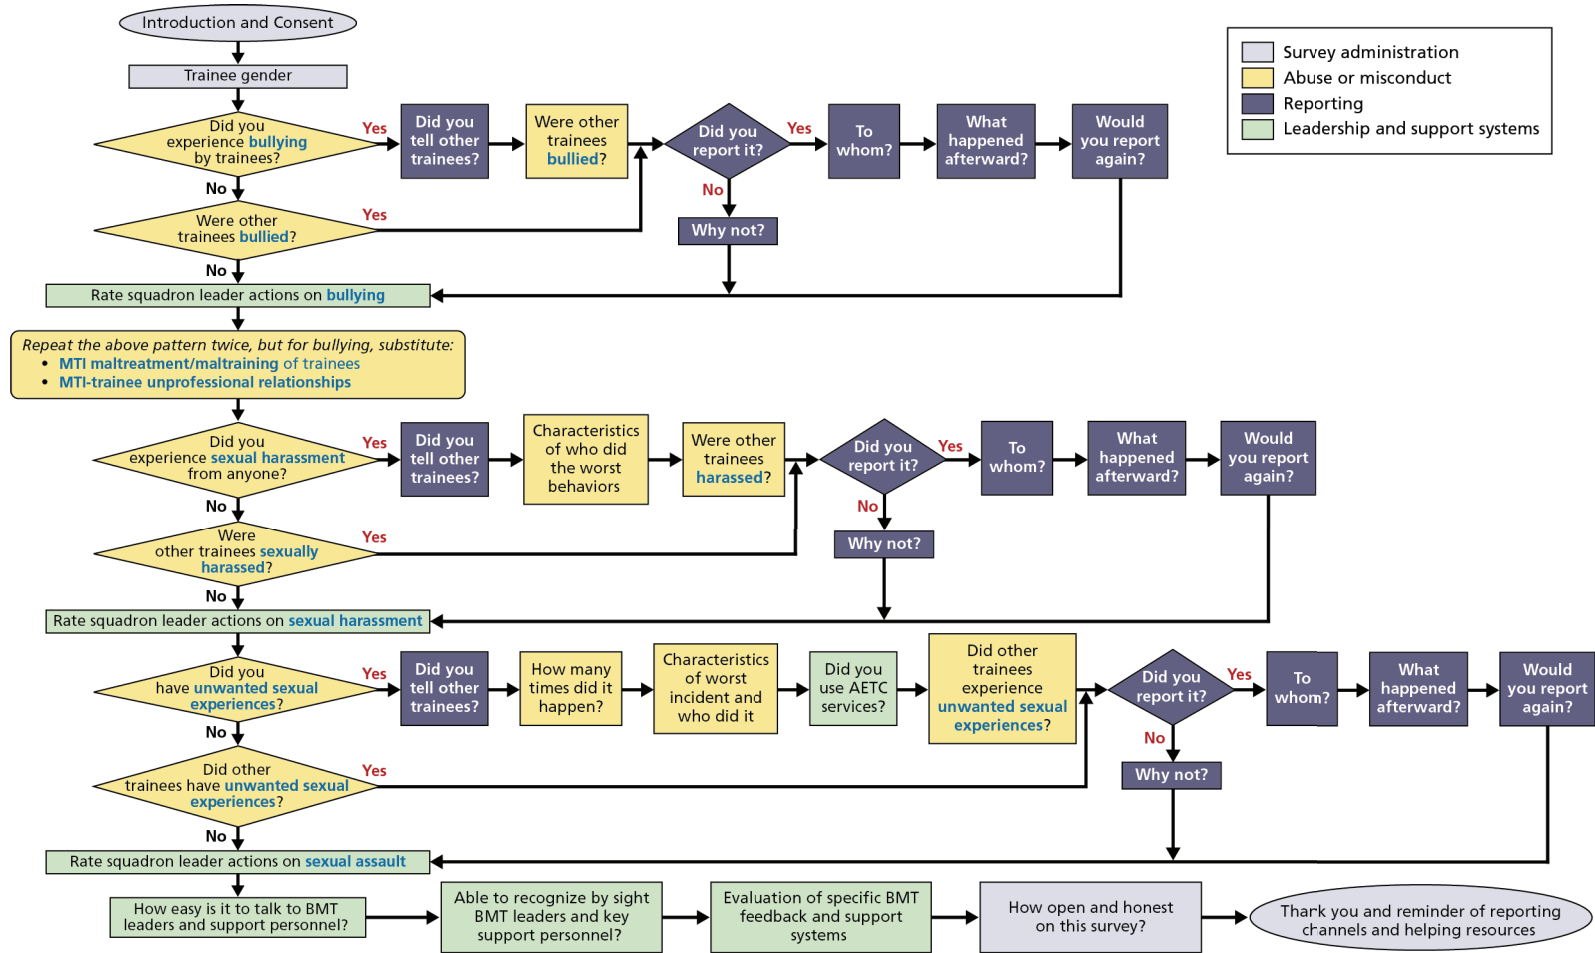 Introduction and Consent
Survey administration
Abuse or misconduct
Reporting
Leadership and support systems
Trainee gender
Did you
experience bullying
by trainees?
Yes
Did you
tell other
trainees?
Were other
trainees
bullied?
Did you
report it?
Yes
To
whom?
What
happened
afterward?
Would
you report
again?
No
No
Why not?
Were other
trainees bullied?
Yes
No
Rate squadron leader actions on bullying
Repeat the above pattern twice, but for bullying, substitute:
• MTI maltreatment/maltraining of trainees
• MTI-trainee unprofessional relationships
Did you
experience sexual harassment
from anyone?
Yes
Did you
tell other
trainees?
Characteristics
of who did
the worst
behaviors
Were other
trainees
harassed?
Did you
report it?
Yes
To
whom?
What
happened
afterward?
Would
you report
again?
No
No
Why not?
Were
other trainees sexually
harassed?
Yes
No
Rate squadron leader actions on sexual harassment
Did you
have unwanted sexual
experiences?
Yes
Did you
tell other
trainees?
How many
times did it
happen?
Characteristics
of worst
incident and
who did it
Did you
use AETC
services?
Did other
trainees
experience
unwanted sexual
experiences?
Did you
report it?
Yes
To
whom?
What
happened
afterward?
Would
you report
again?
No
No
Why not?
Did other
trainees have unwanted sexual
experiences?
Yes
No
Rate squadron leader actions on sexual assault
How easy is it to talk to BMT
leaders and support personnel?
Able to recognize by sight
BMT leaders and key
support personnel?
Evaluation of specific BMT
feedback and support
systems
How open and honest
on this survey?
Thank you and reminder of reporting
channels and helping resources